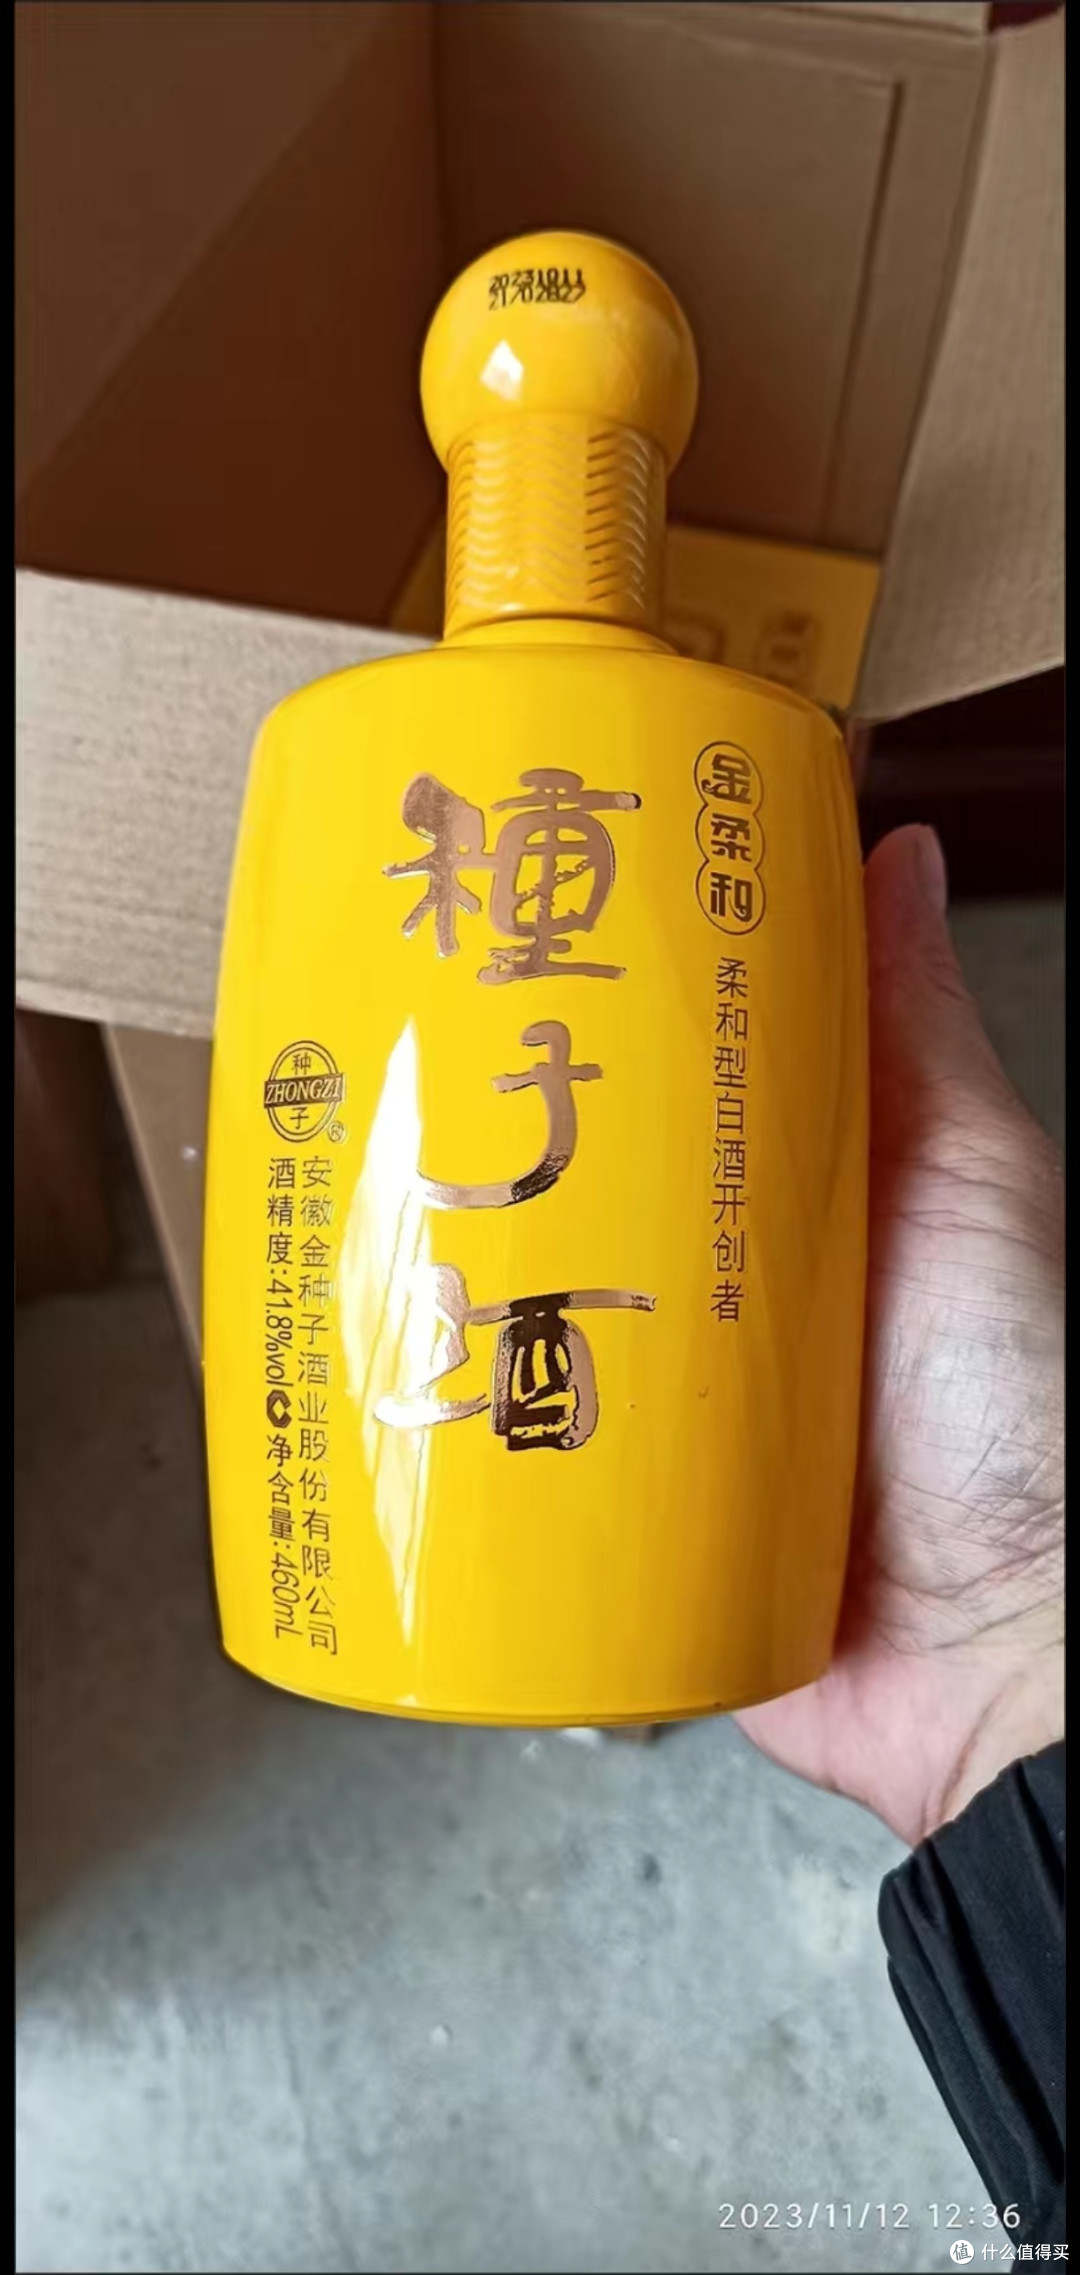 20231011
21702827
種子酒
金柔和
柔和型白酒开创者
种
ZHONGZI
子
®
安徽金种子酒业股份有限公司
酒精度:41.8%vol 净含量:460mL
2023/11/12 12:36
值 什么值得买